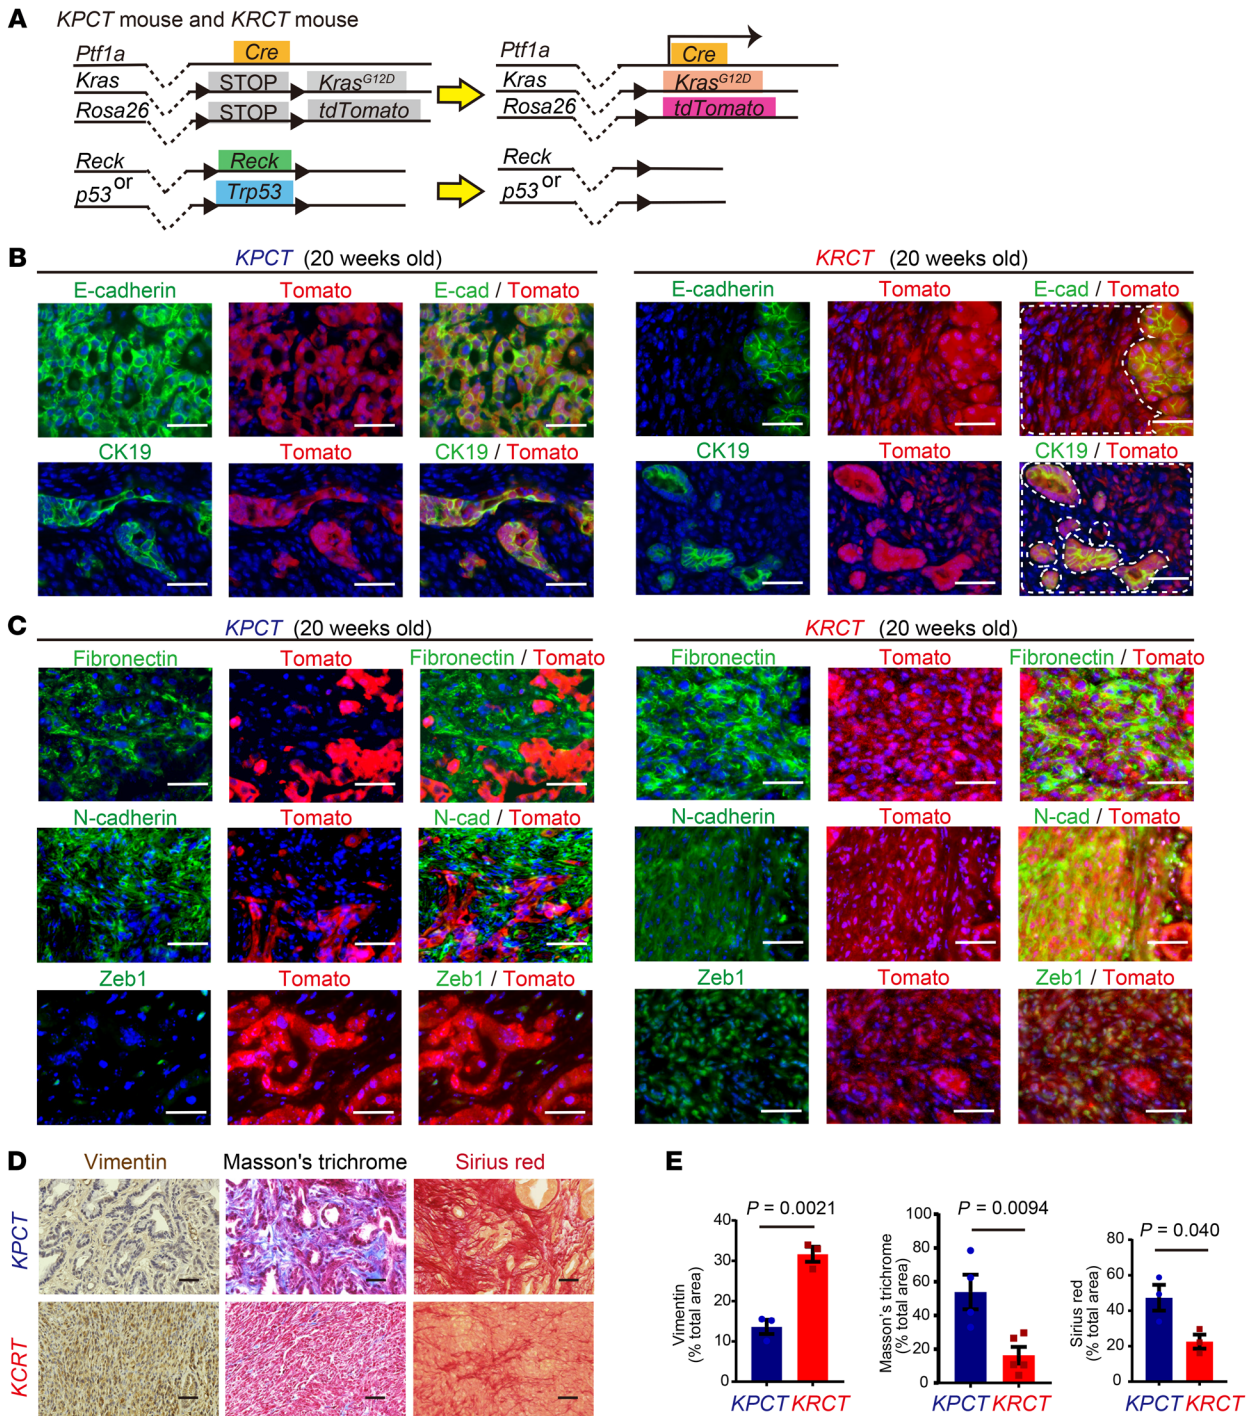 A
KPCT mouse and KRCT mouse
Ptf1a Cre Ptf1a Cre
Kras STOP KrasG12D Kras KrasG12D
Rosa26 STOP tdTomato Rosa26 tdTomato
Reck Reck Reck
or or
p53 Trp53 p53
B
KPCT (20 weeks old) KRCT (20 weeks old)
E-cadherin Tomato E-cad / Tomato E-cadherin Tomato E-cad / Tomato
CK19 Tomato CK19 / Tomato CK19 Tomato CK19 / Tomato
C
KPCT (20 weeks old) KRCT (20 weeks old)
Fibronectin Tomato Fibronectin / Tomato Fibronectin Tomato Fibronectin / Tomato
N-cadherin Tomato N-cad / Tomato N-cadherin Tomato N-cad / Tomato
Zeb1 Tomato Zeb1 / Tomato Zeb1 Tomato Zeb1 / Tomato
D
Vimentin Masson's trichrome Sirius red
KPCT
KCRT
E
P = 0.0021
Vimentin
(% total area)
40
30
20
10
0
KPCT KRCT
P = 0.0094
Masson's trichrome
(% total area)
100
80
60
40
20
0
KPCT KRCT
P = 0.040
Sirius red
(% total area)
80
60
40
20
0
KPCT KRCT